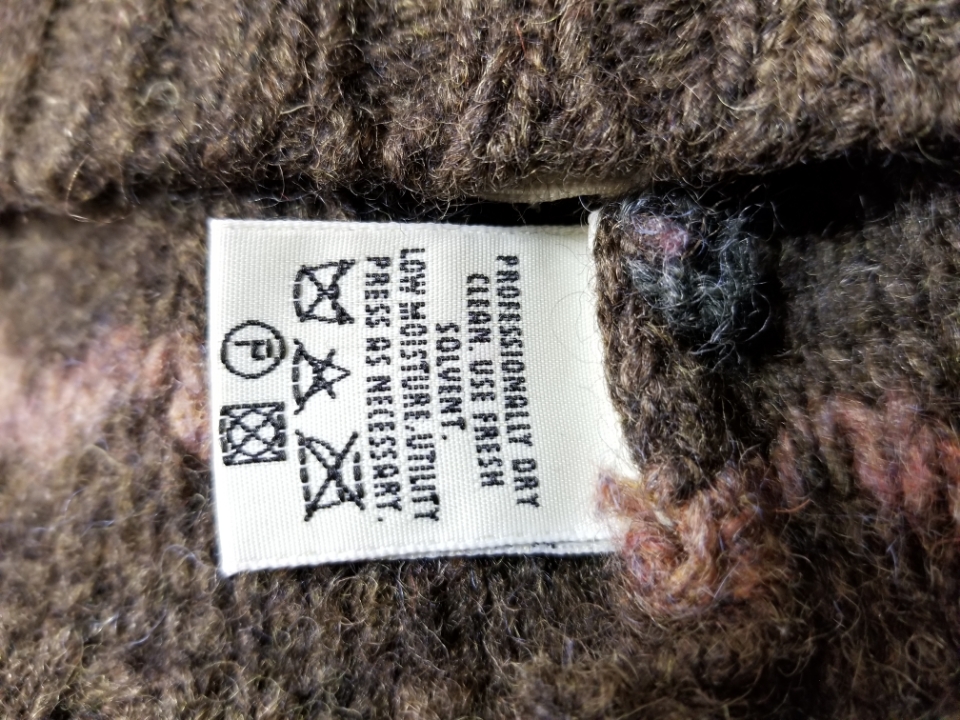 PROFESSIONALLY DRY
CLEAN. USE FRESH
SOLVENT.
LOW MOISTURE.UTILITY
PRESS AS NECESSARY.
P